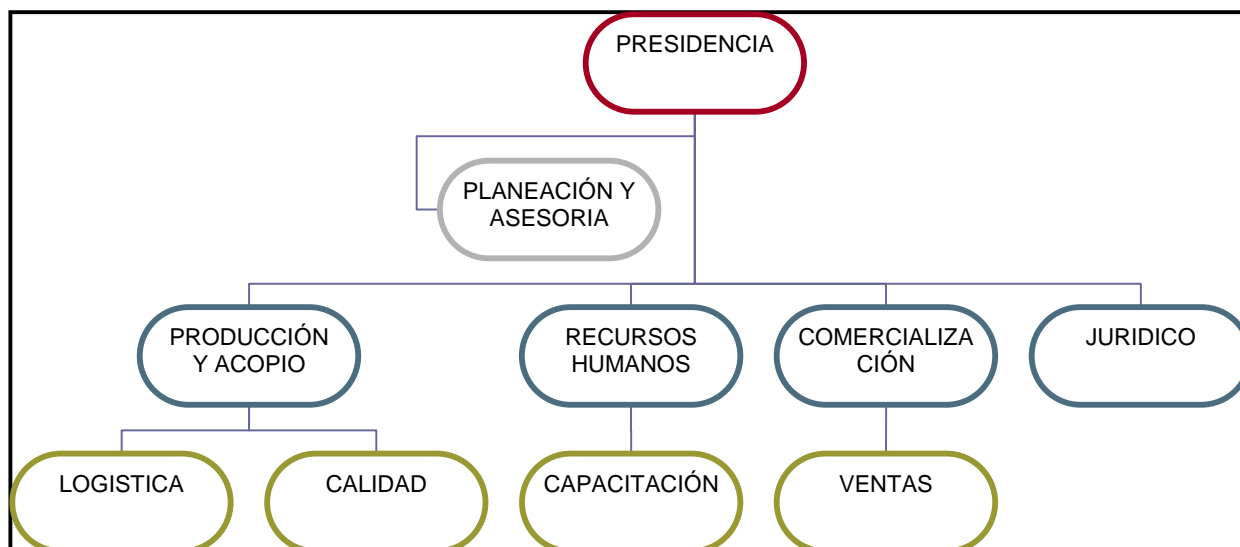 PRESIDENCIA
PLANEACIÓN Y
ASESORIA
PRODUCCIÓN
Y ACOPIO
RECURSOS
HUMANOS
COMERCIALIZA
CIÓN
JURIDICO
LOGISTICA
CALIDAD
CAPACITACIÓN
VENTAS